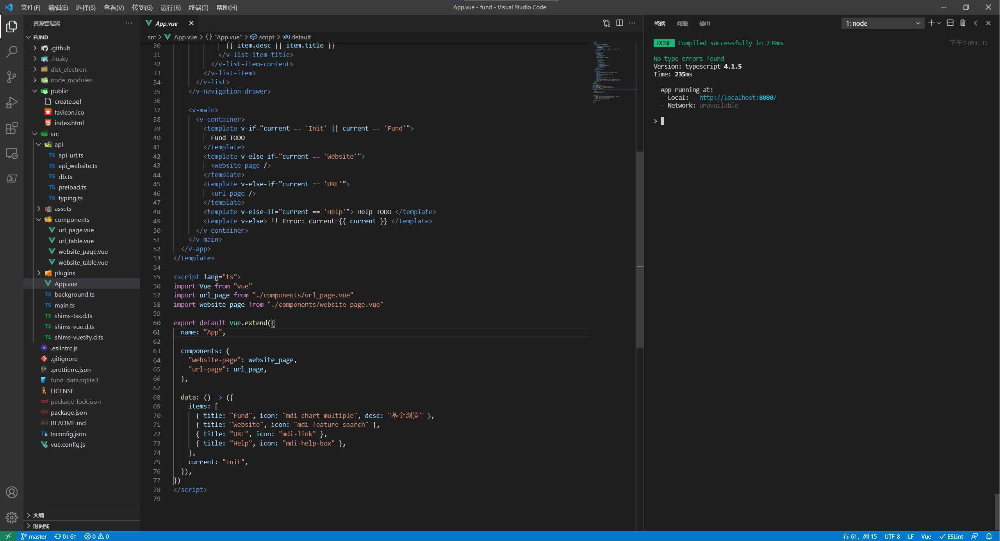 文件(F) 编辑(E) 选择(S) 查看(V) 转到(G) 运行(R) 终端(T) 帮助(H)
App.vue - fund - Visual Studio Code
资源管理器
FUND
.github
.husky
dist_electron
node_modules
public
create.sql
favicon.ico
index.html
src
api
api_url.ts
api_website.ts
db.ts
preload.ts
typing.ts
assets
components
url_page.vue
url_table.vue
website_page.vue
website_table.vue
plugins
App.vue
background.ts
main.ts
shims-tsx.d.ts
shims-vue.d.ts
shims-vuetify.d.ts
.eslintrc.js
.gitignore
.prettierrc.json
fund_data.sqlite3
LICENSE
package-lock.json
package.json
README.md
tsconfig.json
vue.config.js
大纲
时间线
App.vue
src > App.vue > {} "App.vue" > script > default
30 {{ item.desc || item.title }}
31 </v-list-item-title>
32 </v-list-item-content>
33 </v-list-item>
34 </v-list>
35 </v-navigation-drawer>
36
37 <v-main>
38 <v-container>
39 <template v-if="current == 'Init' || current == 'Fund'">
40 Fund TODO
41 </template>
42 <template v-else-if="current == 'Website'">
43 <website-page />
44 </template>
45 <template v-else-if="current == 'URL'">
46 <url-page />
47 </template>
48 <template v-else-if="current == 'Help'"> Help TODO </template>
49 <template v-else> !! Error: current={{ current }} </template>
50 </v-container>
51 </v-main>
52 </v-app>
53 </template>
54
55 <script lang="ts">
56 import Vue from "vue"
57 import url_page from "./components/url_page.vue"
58 import website_page from "./components/website_page.vue"
59
60 export default Vue.extend({
61 name: "App",
62
63 components: {
64 "website-page": website_page,
65 "url-page": url_page,
66 },
67
68 data: () => ({
69 items: [
70 { title: "Fund", icon: "mdi-chart-multiple", desc: "基金浏览" },
71 { title: "Website", icon: "mdi-feature-search" },
72 { title: "URL", icon: "mdi-link" },
73 { title: "Help", icon: "mdi-help-box" },
74 ],
75 current: "Init",
76 }),
77 })
78 </script>
79
终端 问题 输出
1: node
DONE Compiled successfully in 239ms 下午1:03:31
No type errors found
Version: typescript 4.1.5
Time: 235ms
App running at:
- Local: http://localhost:8080/
- Network: unavailable
>
master 0↓ 6↑ 0 0
行 61，列 15 UTF-8 LF Vue ESLint